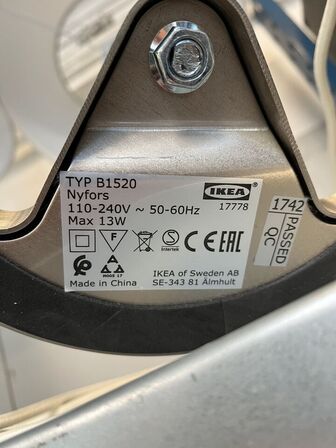 TYP B1520
Nyfors
110-240V ~ 50-60Hz
Max 13W
IKEA
17778
F
S
Intertek
CE EAC
IKEA of Sweden AB
SE-343 81 Älmhult
Made in China
1742
PASSED
QC